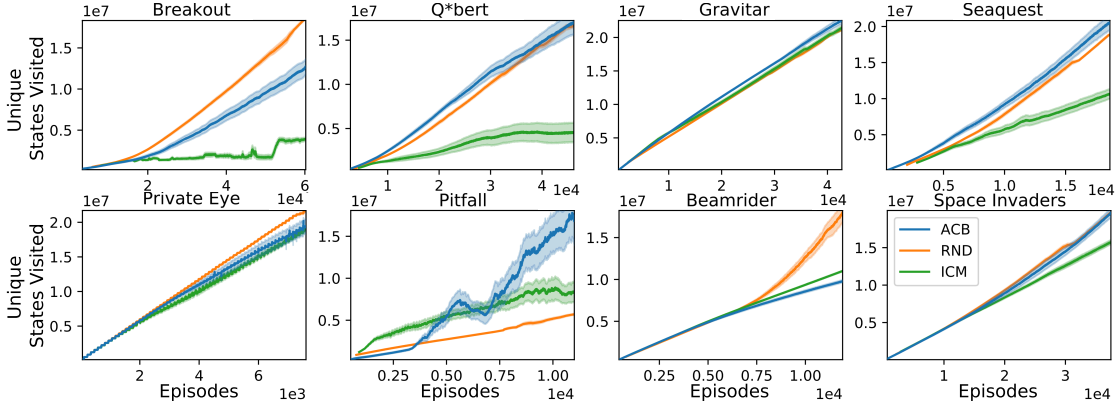 1e7 Breakout
1e7 Q*bert
1e7 Gravitar
1e7 Seaquest
Unique
States Visited
1.5
1.0
0.5
2 4 6
1e4
1.5
1.0
0.5
1 2 3 4
1e4
2.0
1.5
1.0
0.5
1 2 3 4
1e4
2.0
1.5
1.0
0.5
0.5 1.0 1.5
1e4
1e7 Private Eye
1e7 Pitfall
1e7 Beamrider
1e7 Space Invaders
Unique
States Visited
2.0
1.5
1.0
0.5
2 4 6
Episodes 1e3
1.5
1.0
0.5
0.25 0.50 0.75 1.00
Episodes 1e4
1.5
1.0
0.5
0.25 0.50 0.75 1.00
Episodes 1e4
1.5
1.0
0.5
ACB
RND
ICM
1 2 3
Episodes 1e4